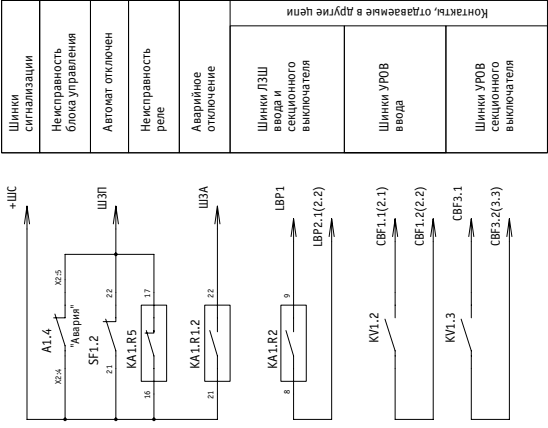 Шинки
сигнализации
Неисправность
блока управления
Автомат отключен
Неисправность
реле
Аварийное
отключение
Контакты, отдаваемые в другие цепи
Шинки ЛЗШ
ввода и
секционного
выключателя
Шинки УРОВ
ввода
Шинки УРОВ
секционного
выключателя
+ШС
ШЗП
ШЗА
LBP1
LBP2.1(2.2)
CBF1.1(2.1)
CBF1.2(2.2)
CBF3.1
CBF3.2(3.3)
X2:5
A1.4
"Авария"
X2:4
22
SF1.2
21
17
KA1.R5
16
22
KA1.R1.2
21
9
KA1.R2
8
KV1.2
KV1.3